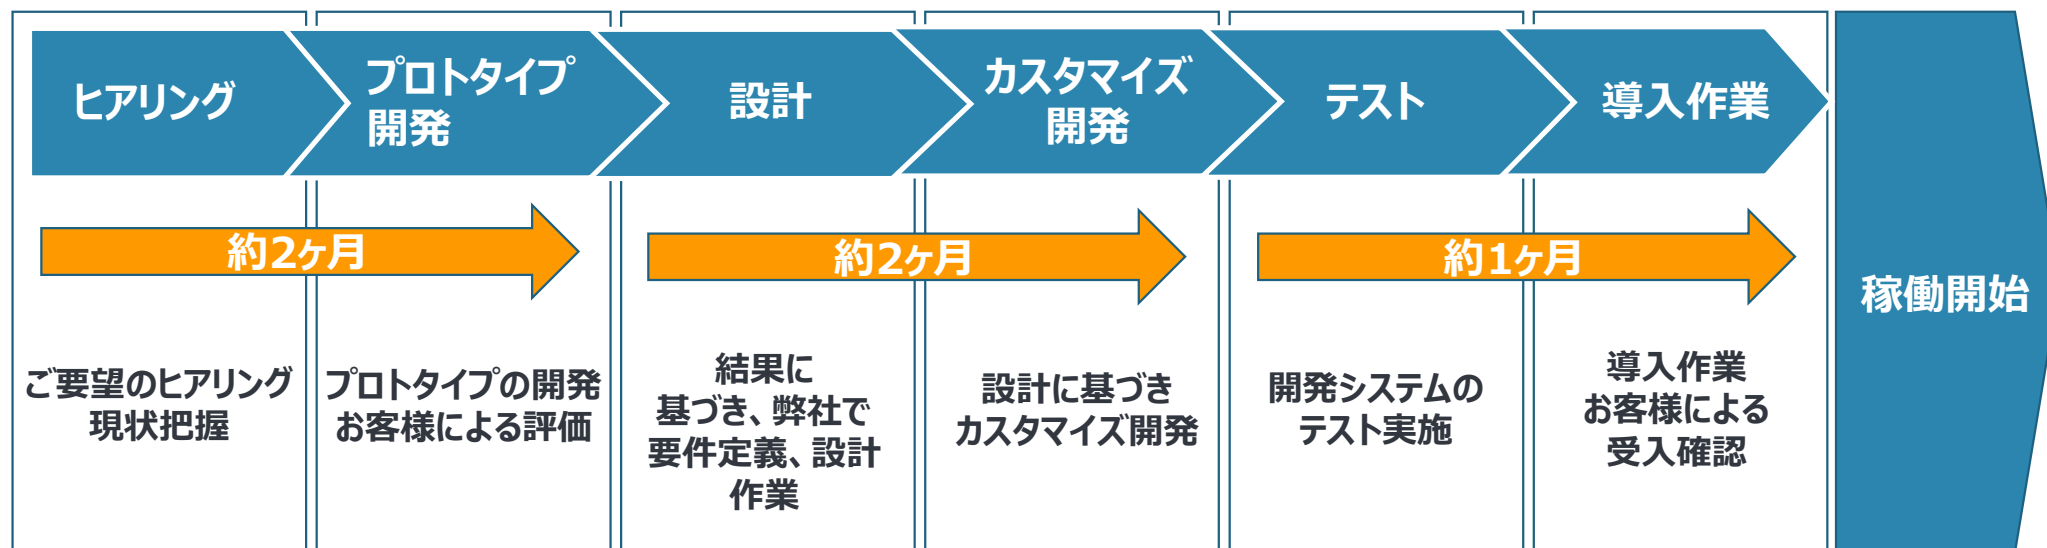 ヒアリング
プロトタイプ
開発
設計
カスタマイズ
開発
テスト
導入作業
約2ヶ月
約2ヶ月
約1ヶ月
稼働開始
ご要望のヒアリング
現状把握
プロトタイプの開発
お客様による評価
結果に
基づき、弊社で
要件定義、設計
作業
設計に基づき
カスタマイズ開発
開発システムの
テスト実施
導入作業
お客様による
受入確認